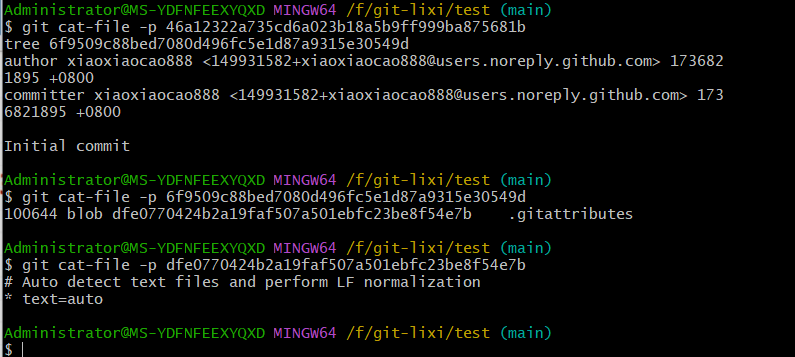 Administrator@MS-YDFNFEEXYQXD MINGW64 /f/git-lixi/test (main)
$ git cat-file -p 46a12322a735cd6a023b18a5b9ff999ba875681b
tree 6f9509c88bed7080d496fc5e1d87a9315e30549d
author xiaoxiaocao888 <149931582+xiaoxiaocao888@users.noreply.github.com> 173682
1895 +0800
committer xiaoxiaocao888 <149931582+xiaoxiaocao888@users.noreply.github.com> 173
6821895 +0800
Initial commit
Administrator@MS-YDFNFEEXYQXD MINGW64 /f/git-lixi/test (main)
$ git cat-file -p 6f9509c88bed7080d496fc5e1d87a9315e30549d
100644 blob dfe0770424b2a19faf507a501ebfc23be8f54e7b    .gitattributes
Administrator@MS-YDFNFEEXYQXD MINGW64 /f/git-lixi/test (main)
$ git cat-file -p dfe0770424b2a19faf507a501ebfc23be8f54e7b
# Auto detect text files and perform LF normalization
* text=auto
Administrator@MS-YDFNFEEXYQXD MINGW64 /f/git-lixi/test (main)
$